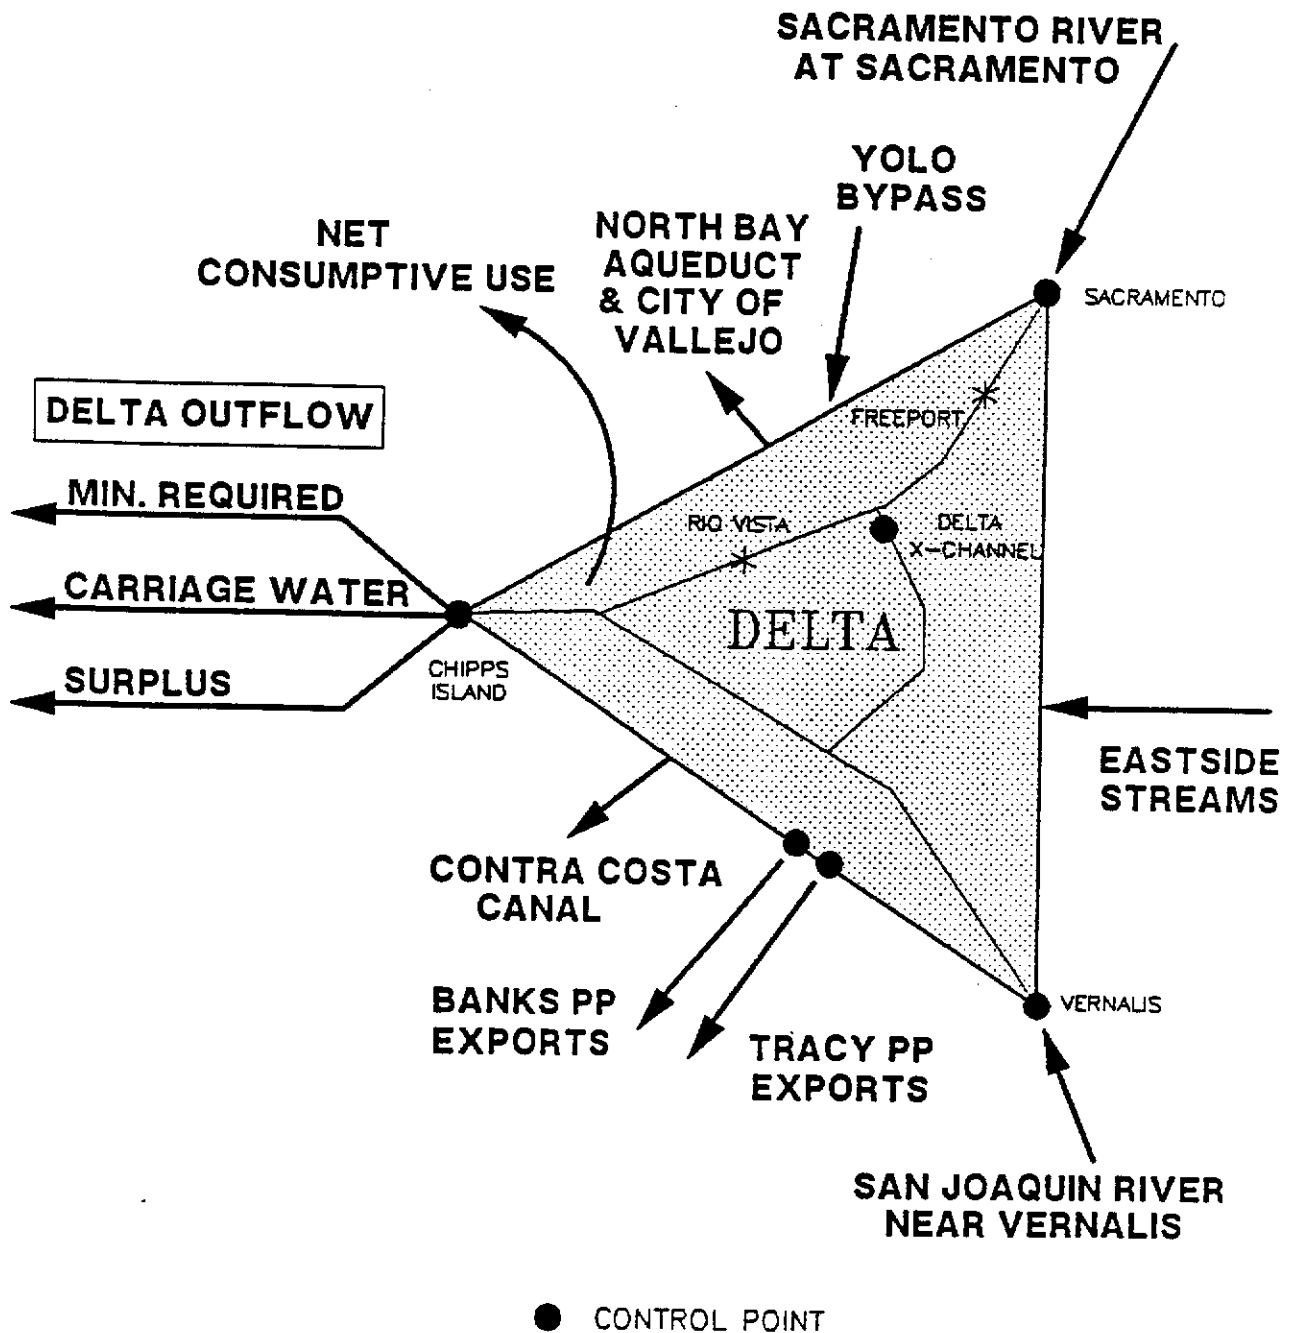 SACRAMENTO RIVER
AT SACRAMENTO
YOLO
BYPASS
NORTH BAY
AQUEDUCT
& CITY OF
VALLEJO
NET
CONSUMPTIVE USE
SACRAMENTO
DELTA OUTFLOW
FREEPORT
MIN. REQUIRED
RIO VISTA
DELTA
X-CHANNEL
CARRIAGE WATER
DELTA
CHIPPS
ISLAND
SURPLUS
EASTSIDE
STREAMS
CONTRA COSTA
CANAL
BANKS PP
EXPORTS
VERNALIS
TRACY PP
EXPORTS
SAN JOAQUIN RIVER
NEAR VERNALIS
CONTROL POINT